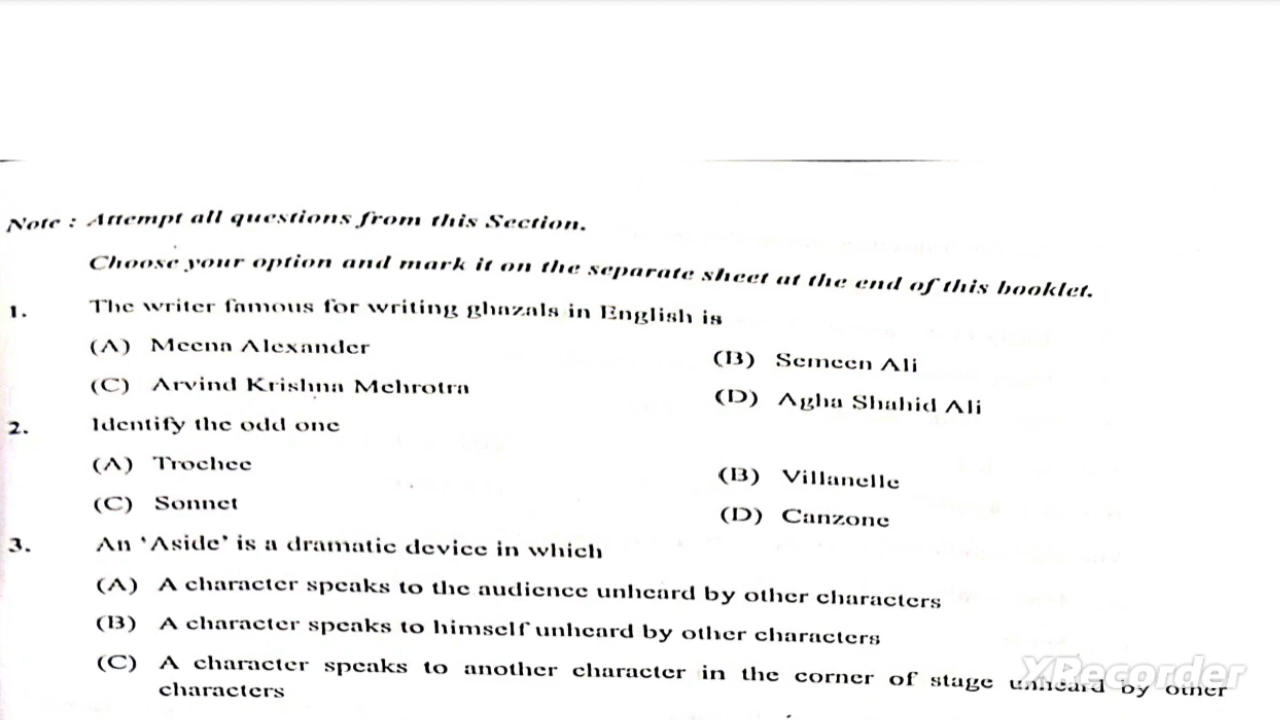 Note : Attempt all questions from this Section.
Choose your option and mark it on the separate sheet at the end of this booklet.
1. The writer famous for writing ghazals in English is
(A) Meena Alexander (B) Semeen Ali
(C) Arvind Krishna Mehrotra (D) Agha Shahid Ali
2. Identify the odd one
(A) Trochee (B) Villanelle
(C) Sonnet (D) Canzone
3. An ‘Aside’ is a dramatic device in which
(A) A character speaks to the audience unheard by other characters
(B) A character speaks to himself unheard by other characters
(C) A character speaks to another character in the corner of stage unheard by other
characters
XRecorder